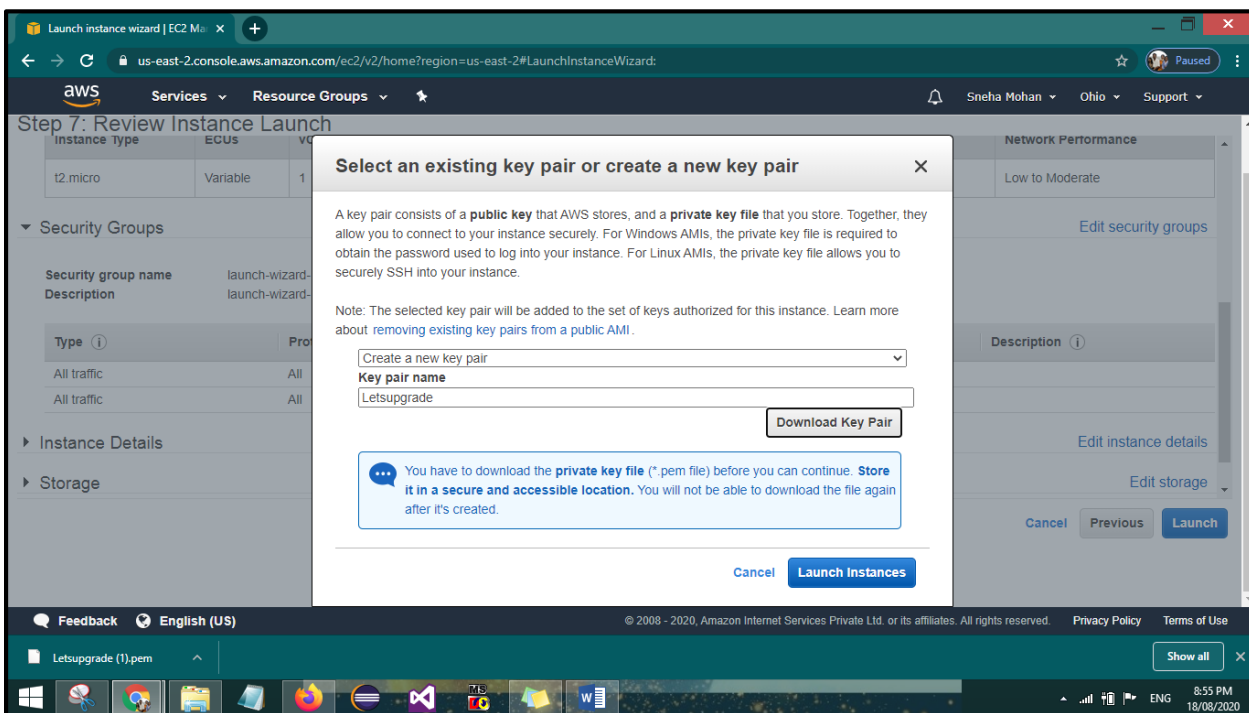 Launch instance wizard | EC2 Ma
us-east-2.console.aws.amazon.com/ec2/v2/home?region=us-east-2#LaunchInstanceWizard:
Paused
aws Services Resource Groups Sneha Mohan Ohio Support
Step 7: Review Instance Launch
Instance Type ECUs vC Network Performance
t2.micro Variable 1 Low to Moderate
Security Groups Edit security groups
Security group name launch-wizard-
Description launch-wizard-
Type Pro Description
All traffic All
All traffic All
Instance Details Edit instance details
Storage Edit storage
Cancel Previous Launch
Select an existing key pair or create a new key pair
A key pair consists of a public key that AWS stores, and a private key file that you store. Together, they
allow you to connect to your instance securely. For Windows AMIs, the private key file is required to
obtain the password used to log into your instance. For Linux AMIs, the private key file allows you to
securely SSH into your instance.
Note: The selected key pair will be added to the set of keys authorized for this instance. Learn more
about removing existing key pairs from a public AMI.
Create a new key pair
Key pair name
Letsupgrade
Download Key Pair
You have to download the private key file (*.pem file) before you can continue. Store
it in a secure and accessible location. You will not be able to download the file again
after it's created.
Cancel Launch Instances
Feedback English (US) © 2008 - 2020, Amazon Internet Services Private Ltd. or its affiliates. All rights reserved. Privacy Policy Terms of Use
Letsupgrade (1).pem Show all
MS
TO
ENG 8:55 PM
18/08/2020